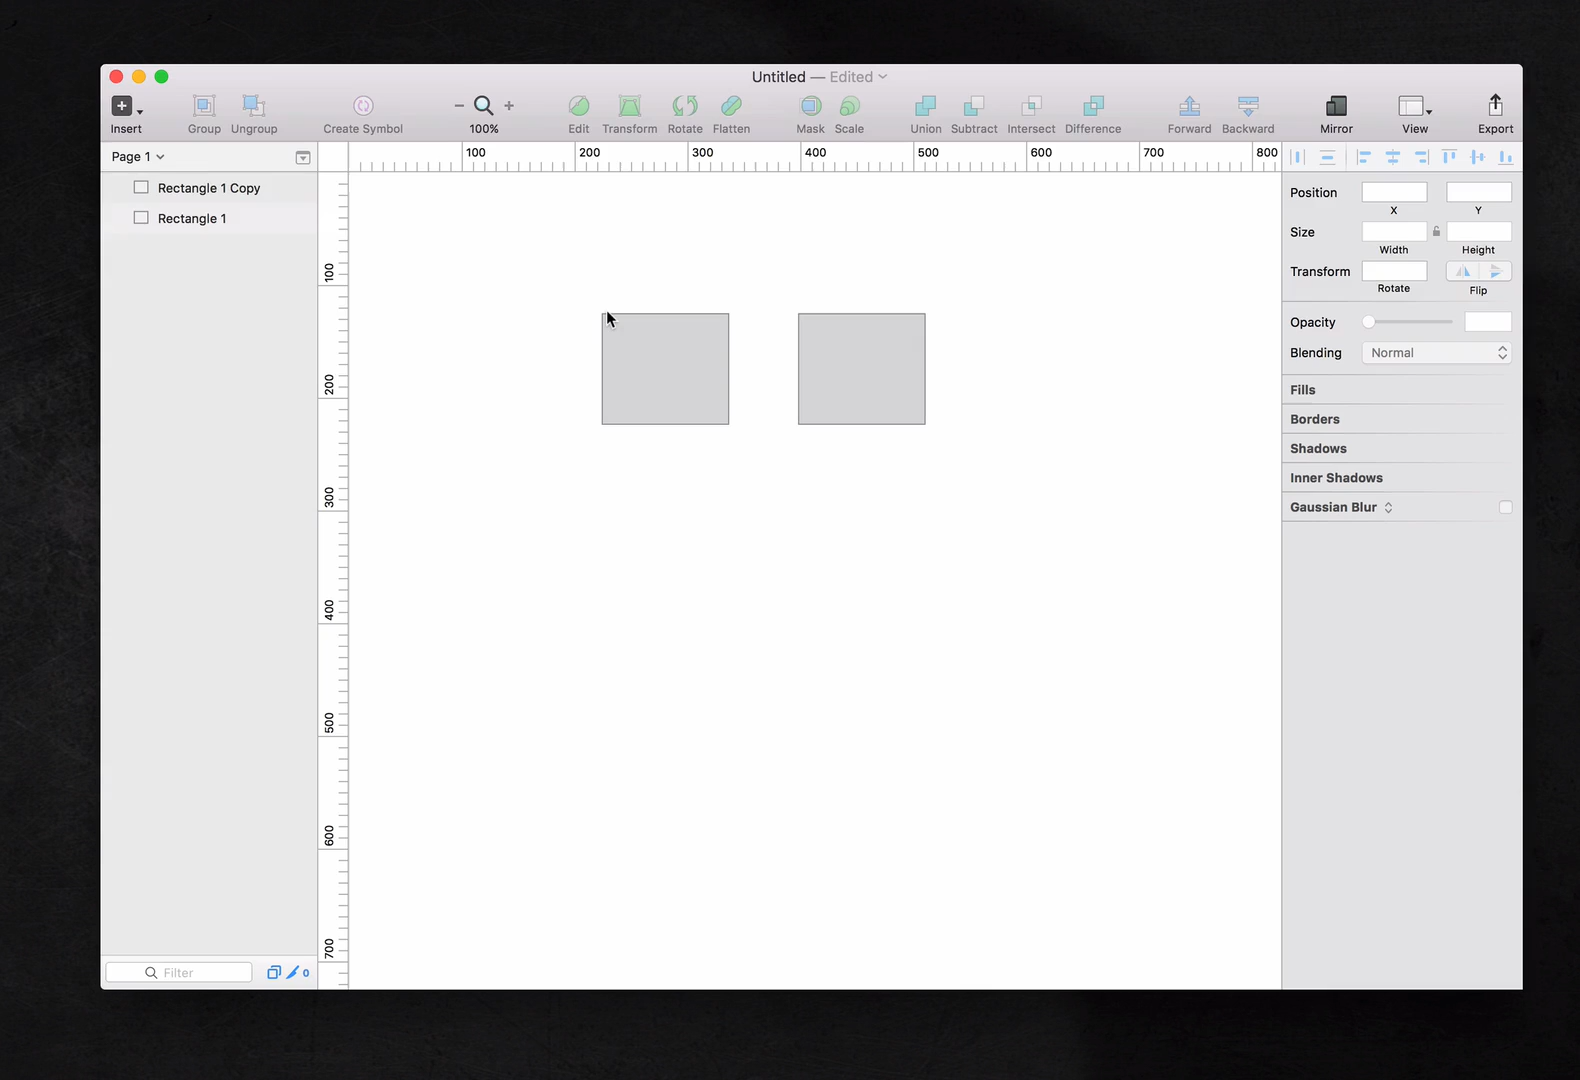 Untitled — Edited
Insert
Group
Ungroup
Create Symbol
100%
Edit
Transform
Rotate
Flatten
Mask
Scale
Union
Subtract
Intersect
Difference
Forward
Backward
Mirror
View
Export
Page 1
100
200
300
400
500
600
700
800
Rectangle 1 Copy
Rectangle 1
100
200
300
400
500
600
700
Position
X
Y
Size
Width
Height
Transform
Rotate
Flip
Opacity
Blending
Normal
Fills
Borders
Shadows
Inner Shadows
Gaussian Blur
Filter
0